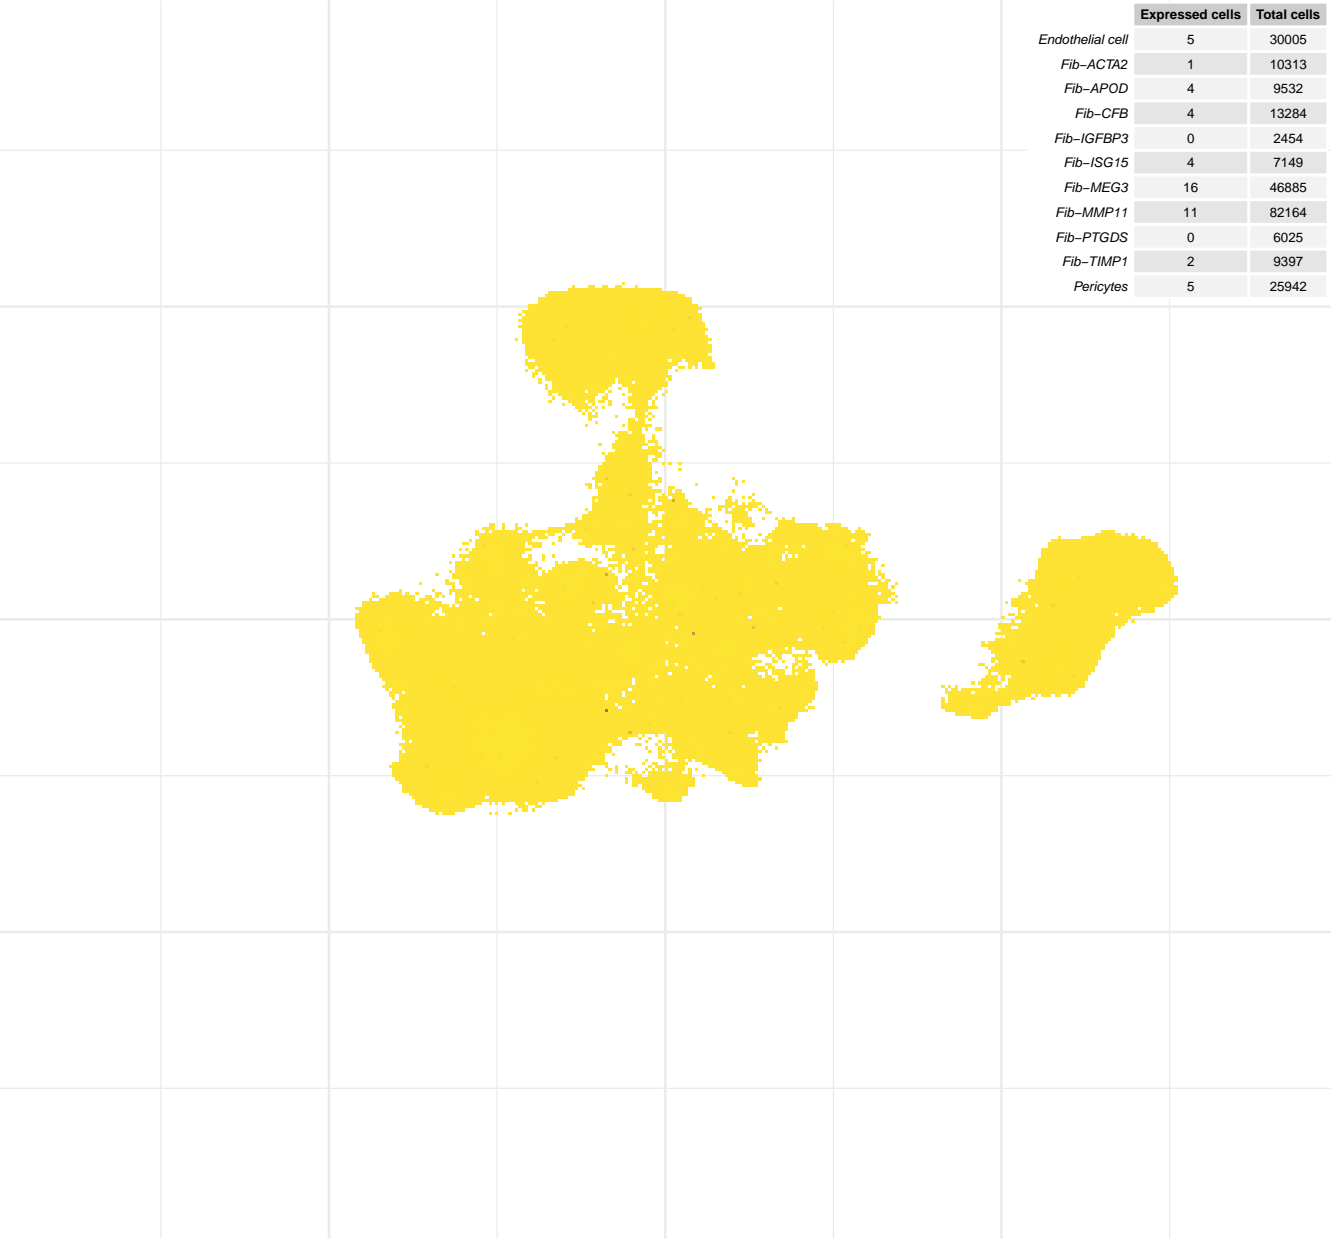 Expressed cells Total cells
Endothelial cell 5 30005
Fib−ACTA2 1 10313
Fib−APOD 4 9532
Fib−CFB 4 13284
Fib−IGFBP3 0 2454
Fib−ISG15 4 7149
Fib−MEG3 16 46885
Fib−MMP11 11 82164
Fib−PTGDS 0 6025
Fib−TIMP1 2 9397
Pericytes 5 25942